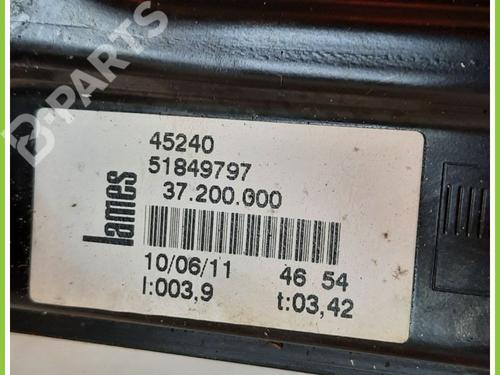 B-PARTS
lames
45240
51849797
37.200.000
10/06/11 46 54
I:003,9 t:03,42